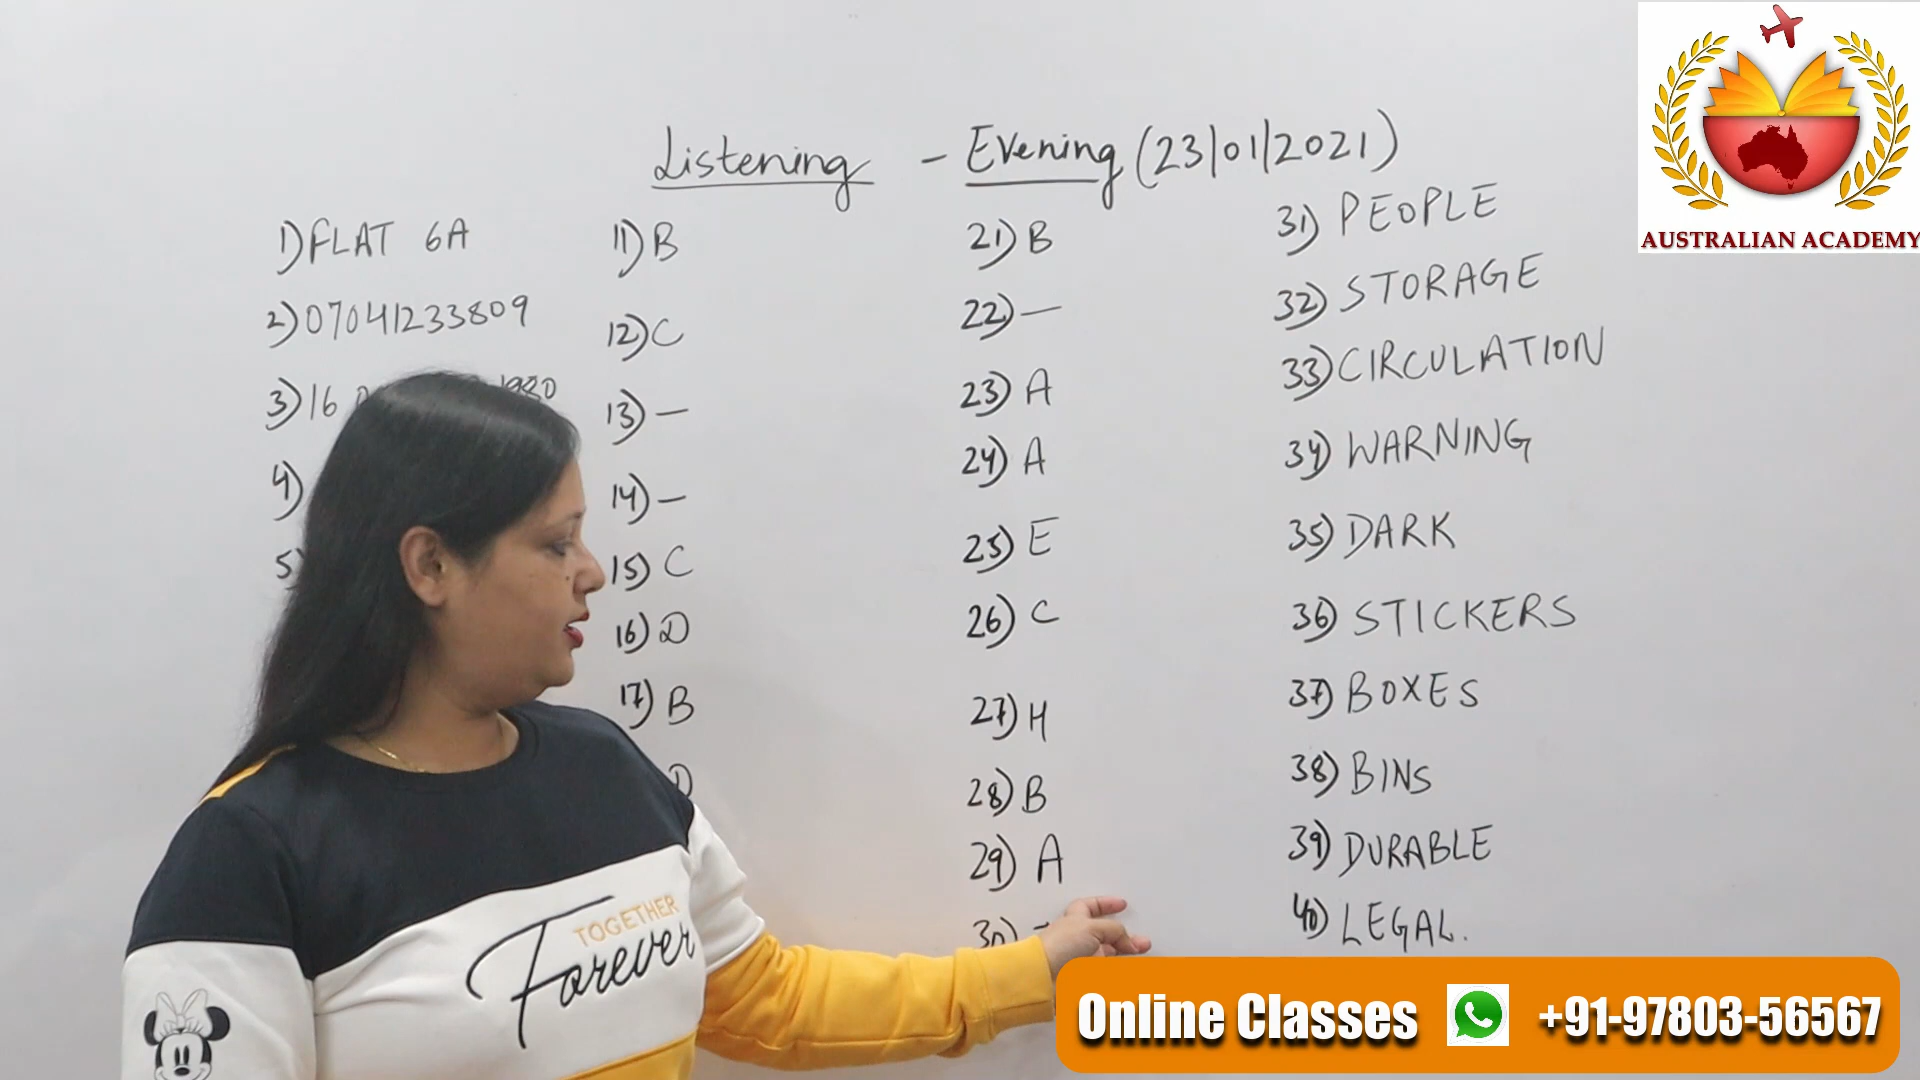 Listening - Evening (23/01/2021)
1) FLAT 6A
2) 07041233809
3) 16 1980
4)
5)
11) B
12) C
13) —
14) —
15) C
16) D
17) B
D
21) B
22) —
23) A
24) A
25) E
26) C
27) H
28) B
29) A
30)
31) PEOPLE
32) STORAGE
33) CIRCULATION
34) WARNING
35) DARK
36) STICKERS
37) BOXES
38) BINS
39) DURABLE
40) LEGAL.
AUSTRALIAN ACADEMY
TOGETHER
Forever
Online Classes +91-97803-56567